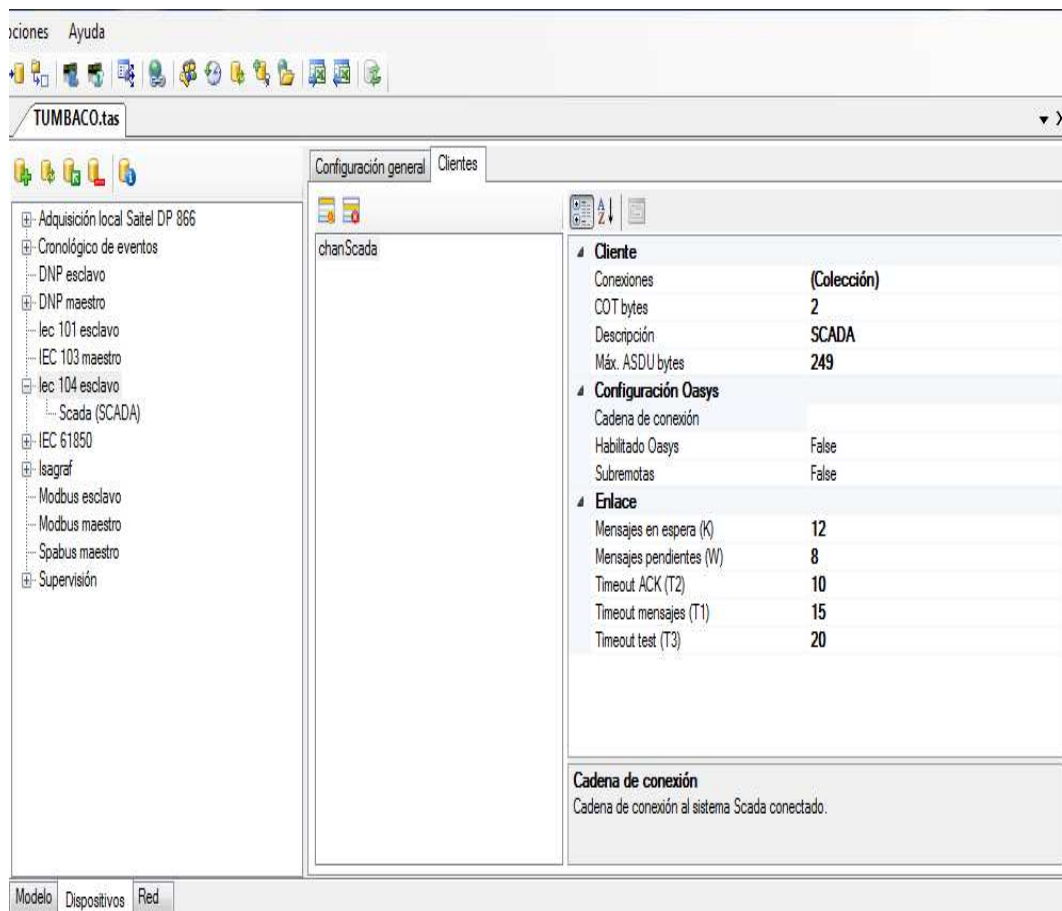 Ayuda
TUMBACO.tas
Adquisición local Saitel DP 866
Cronológico de eventos
DNP esclavo
DNP maestro
Iec 101 esclavo
IEC 103 maestro
Iec 104 esclavo
Scada (SCADA)
IEC 61850
Isagraf
Modbus esclavo
Modbus maestro
Spabus maestro
Supervisión
Configuración general Clientes
chanScada
Cliente
Conexiones (Colección)
COT bytes 2
Descripción SCADA
Máx. ASDU bytes 249
Configuración Oasys
Cadena de conexión
Habilitado Oasys False
Subremotas False
Enlace
Mensajes en espera (K) 12
Mensajes pendientes (W) 8
Timeout ACK (T2) 10
Timeout mensajes (T1) 15
Timeout test (T3) 20
Cadena de conexión
Cadena de conexión al sistema Scada conectado.
Modelo Dispositivos Red